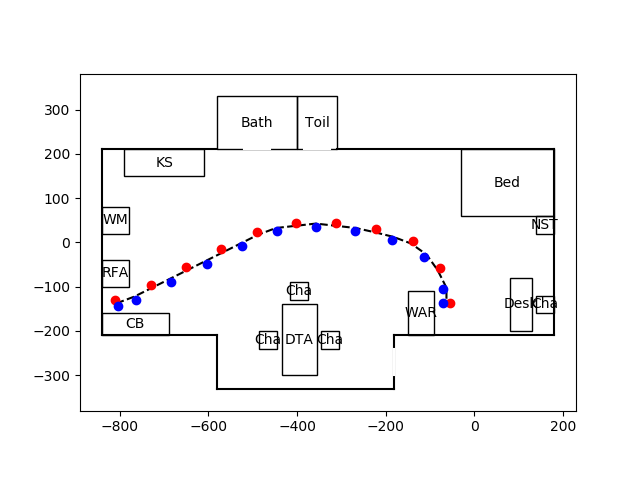 300
200
100
0
−100
−200
−300
Bath
Toil
KS
Bed
WM
NST
RFA
Cha
Desk
Cha
WAR
CB
Cha
DTA
Cha
−800
−600
−400
−200
0
200